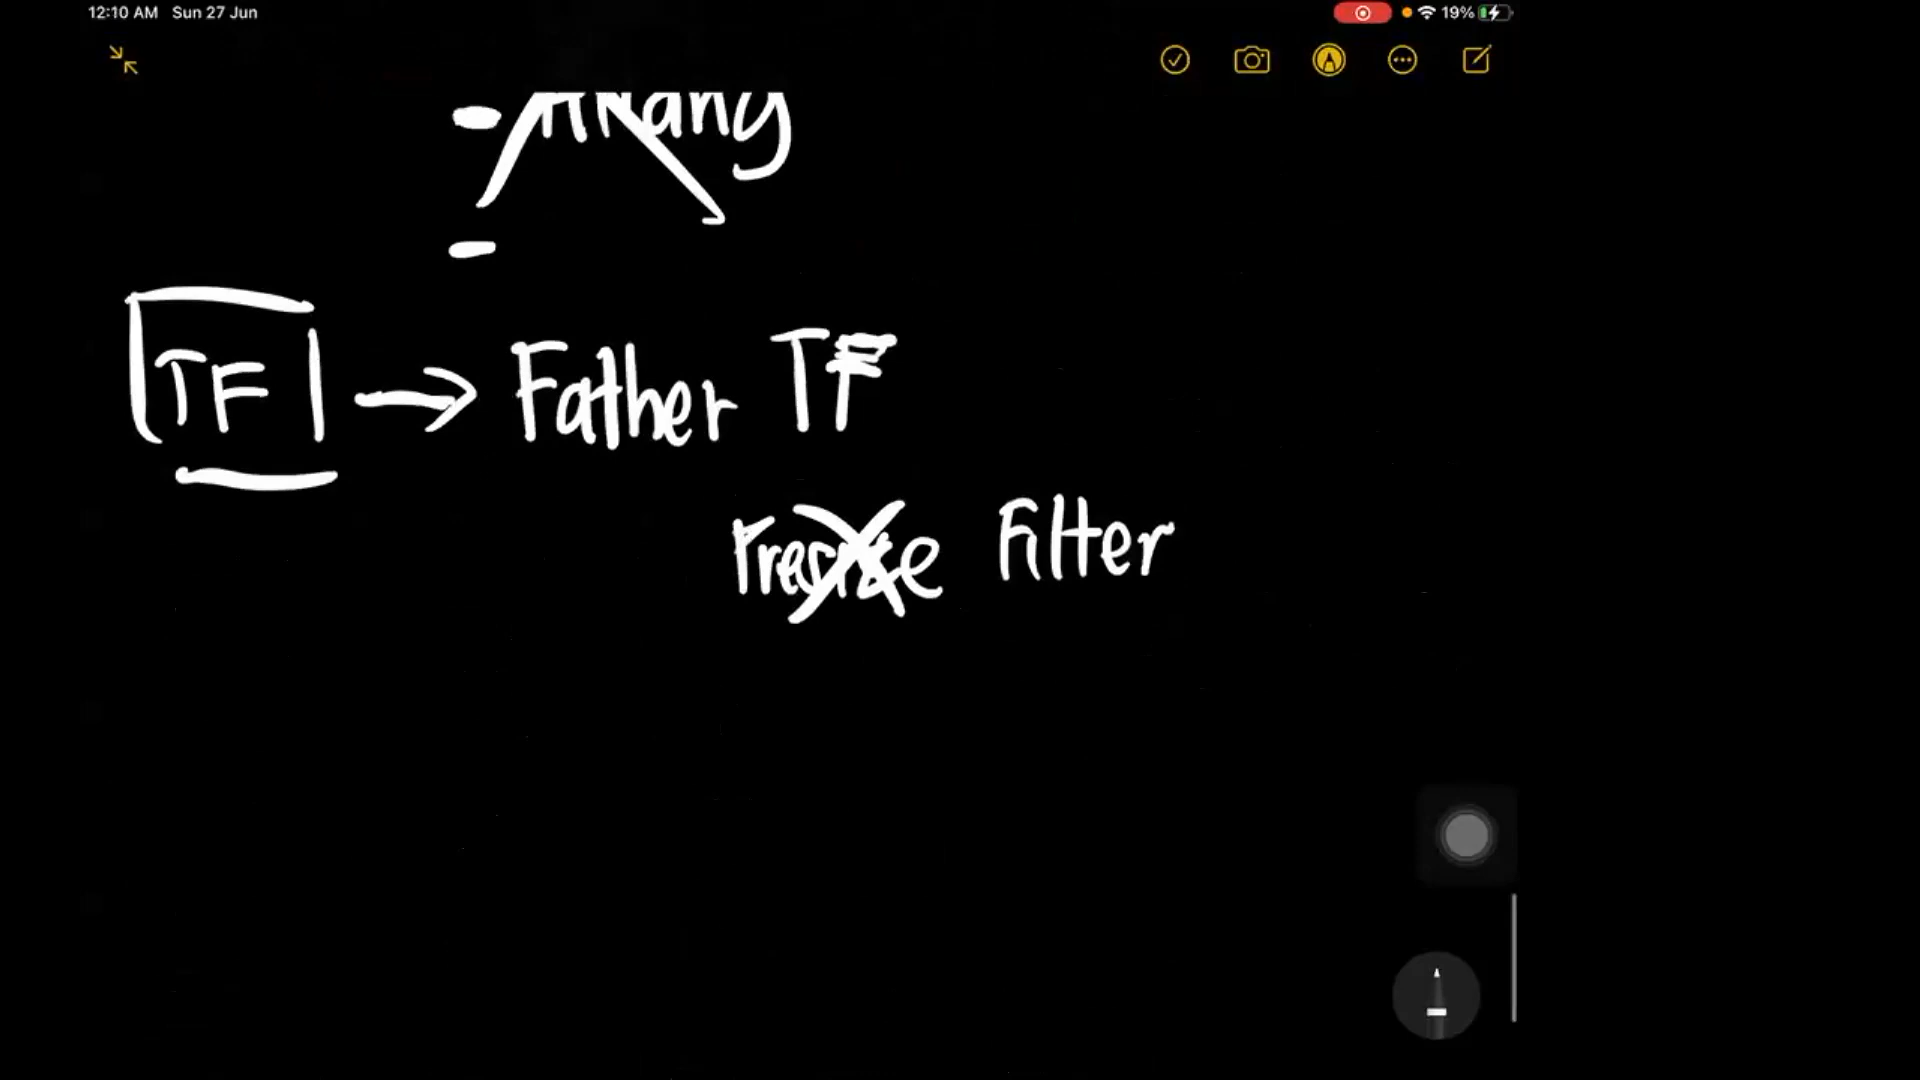 12:10 AM Sun 27 Jun 19%
TF → Father TF
Filter